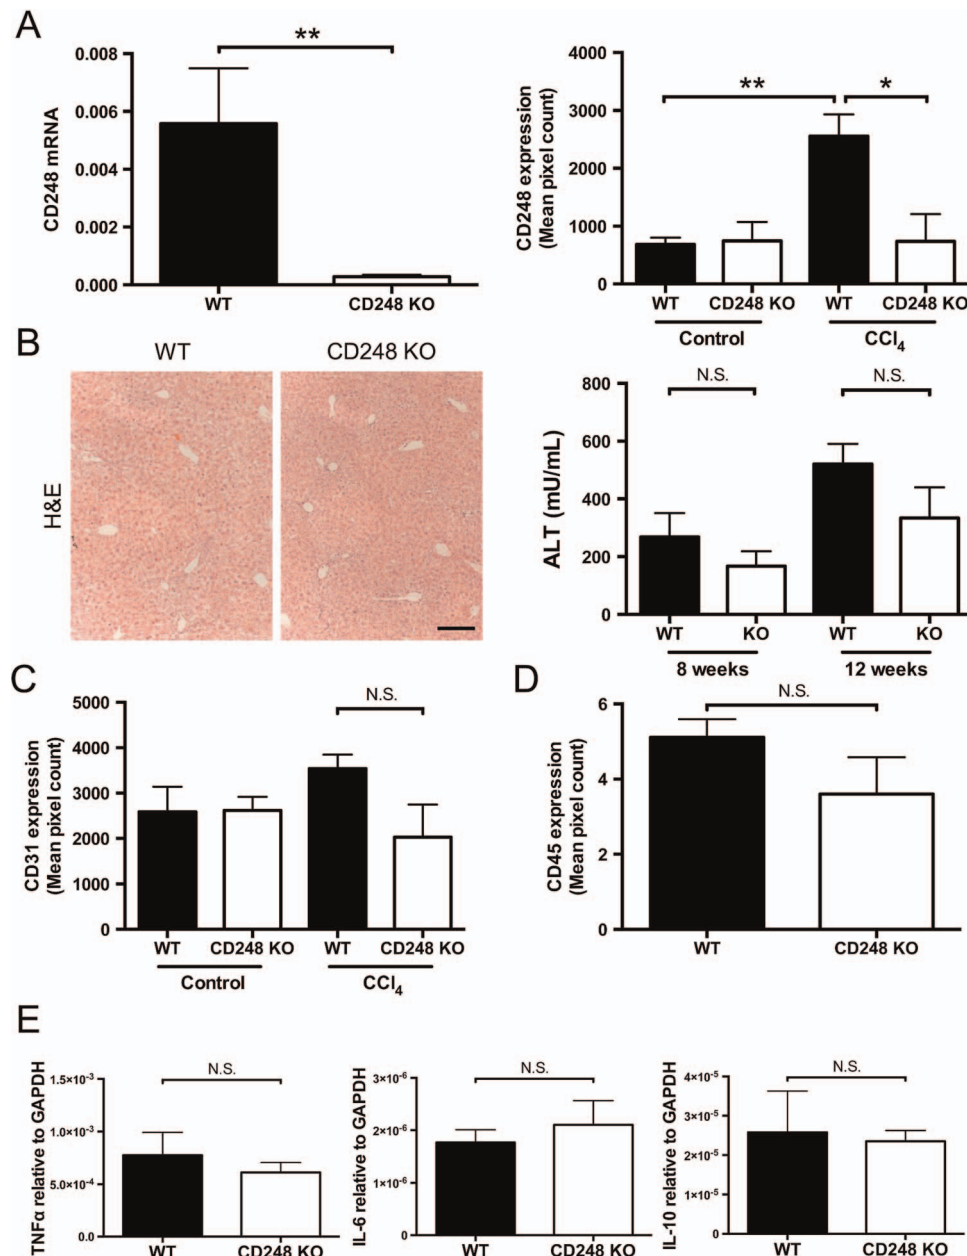 A
CD248 mRNA
0.008
0.006
0.004
0.002
0.000
**
WT
CD248 KO
CD248 expression
(Mean pixel count)
4000
3000
2000
1000
0
**
*
WT
CD248 KO
WT
CD248 KO
Control
CCl₄
B
WT
CD248 KO
H&E
ALT (mU/mL)
800
600
400
200
0
N.S.
N.S.
WT
KO
WT
KO
8 weeks
12 weeks
C
CD31 expression
(Mean pixel count)
5000
4000
3000
2000
1000
0
N.S.
WT
CD248 KO
WT
CD248 KO
Control
CCl₄
D
CD45 expression
(Mean pixel count)
6
4
2
0
N.S.
WT
CD248 KO
E
TNFα relative to GAPDH
1.5×10⁻³
1.0×10⁻³
5.0×10⁻⁴
0.0
N.S.
WT
CD248 KO
IL-6 relative to GAPDH
3×10⁻⁶
2×10⁻⁶
1×10⁻⁶
0
N.S.
WT
CD248 KO
IL-10 relative to GAPDH
4×10⁻⁵
3×10⁻⁵
2×10⁻⁵
1×10⁻⁵
0
N.S.
WT
CD248 KO